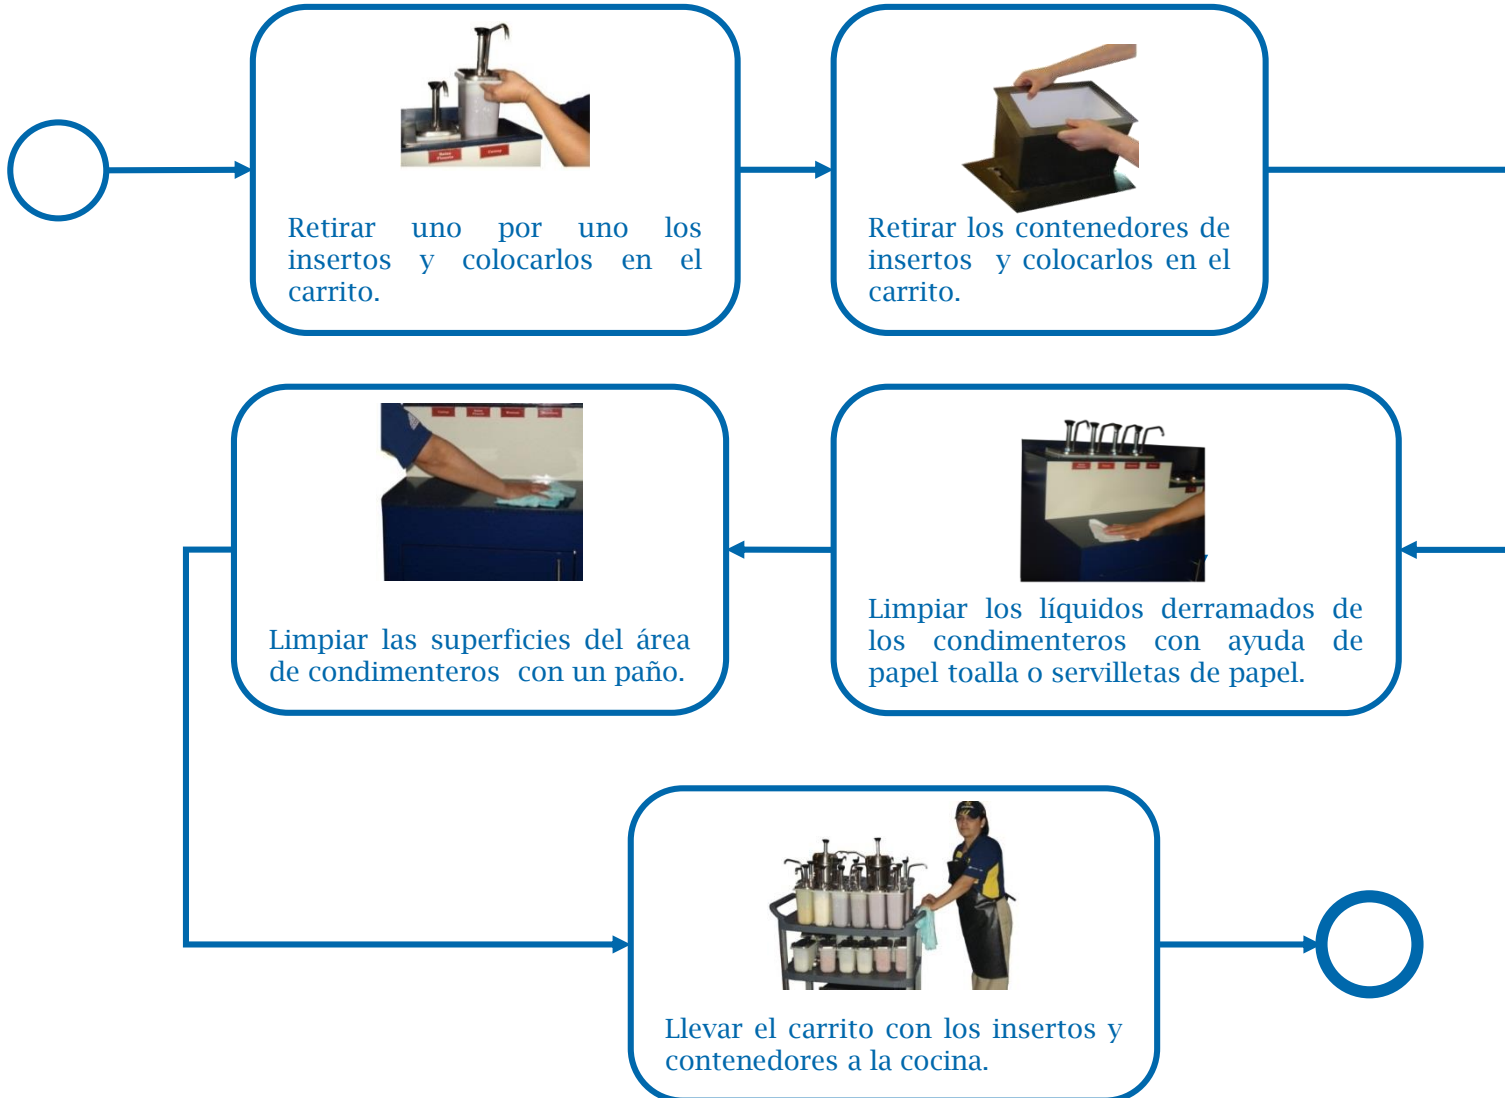 Retirar uno por uno los
insertos y colocarlos en el
carrito.
Retirar los contenedores de
insertos y colocarlos en el
carrito.
Limpiar los líquidos derramados de
los condimenteros con ayuda de
papel toalla o servilletas de papel.
Limpiar las superficies del área
de condimenteros con un paño.
Llevar el carrito con los insertos y
contenedores a la cocina.